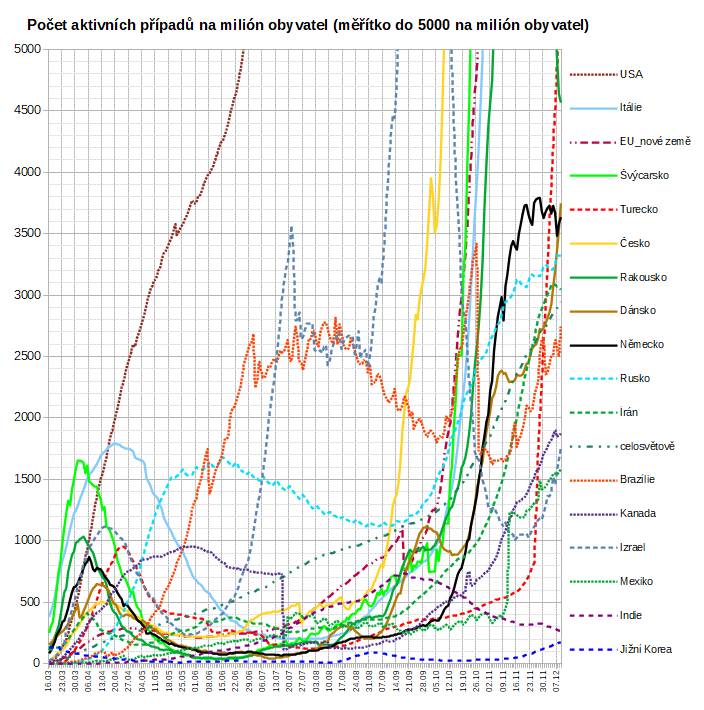 Počet aktivních případů na milión obyvatel (měřítko do 5000 na milión obyvatel)
5000
4500
4000
3500
3000
2500
2000
1500
1000
500
0
16.03 23.03 30.03 06.04 13.04 20.04 27.04 04.05 11.05 18.05 25.05 01.06 08.06 15.06 22.06 29.06 06.07 13.07 20.07 27.07 03.08 10.08 17.08 24.08 31.08 07.09 14.09 21.09 28.09 05.10 12.10 19.10 26.10 02.11 09.11 16.11 23.11 30.11 07.12
USA
Itálie
EU_nové země
Švýcarsko
Turecko
Česko
Rakousko
Dánsko
Německo
Rusko
Irán
celosvětově
Brazílie
Kanada
Izrael
Mexiko
Indie
Jižní Korea